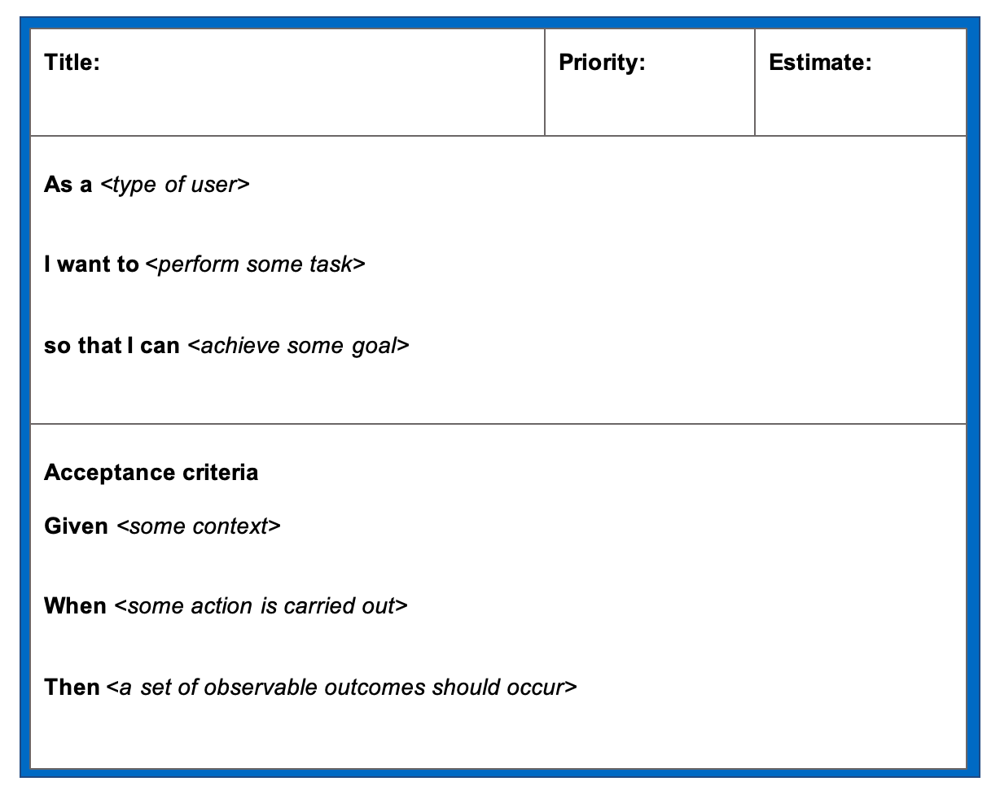 Title:
Priority:
Estimate:
As a <type of user>
I want to <perform some task>
so that I can <achieve some goal>
Acceptance criteria
Given <some context>
When <some action is carried out>
Then <a set of observable outcomes should occur>